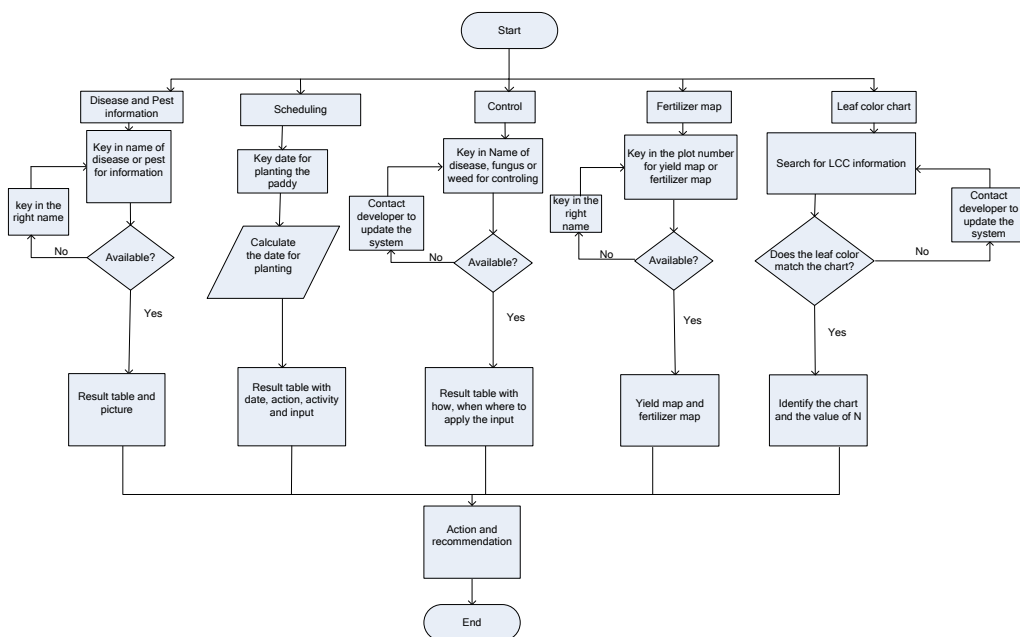 Start
Disease and Pest
information
Scheduling
Control
Fertilizer map
Leaf color chart
Key in name of
disease or pest
for information
Key date for
planting the
paddy
Key in Name of
disease, fungus or
weed for controling
Key in the plot number
for yield map or
fertilizer map
Search for LCC information
key in the
right name
Contact
developer to
update the
system
key in the
right
name
Contact
developer to
update the
system
Calculate
the date for
planting
No
Available?
No
Available?
No
Available?
Does the leaf color
match the chart?
No
Yes
Yes
Yes
Yes
Result table and
picture
Result table with
date, action, activity
and input
Result table with
how, when where to
apply the input
Yield map and
fertilizer map
Identify the chart
and the value of N
Action and
recommendation
End